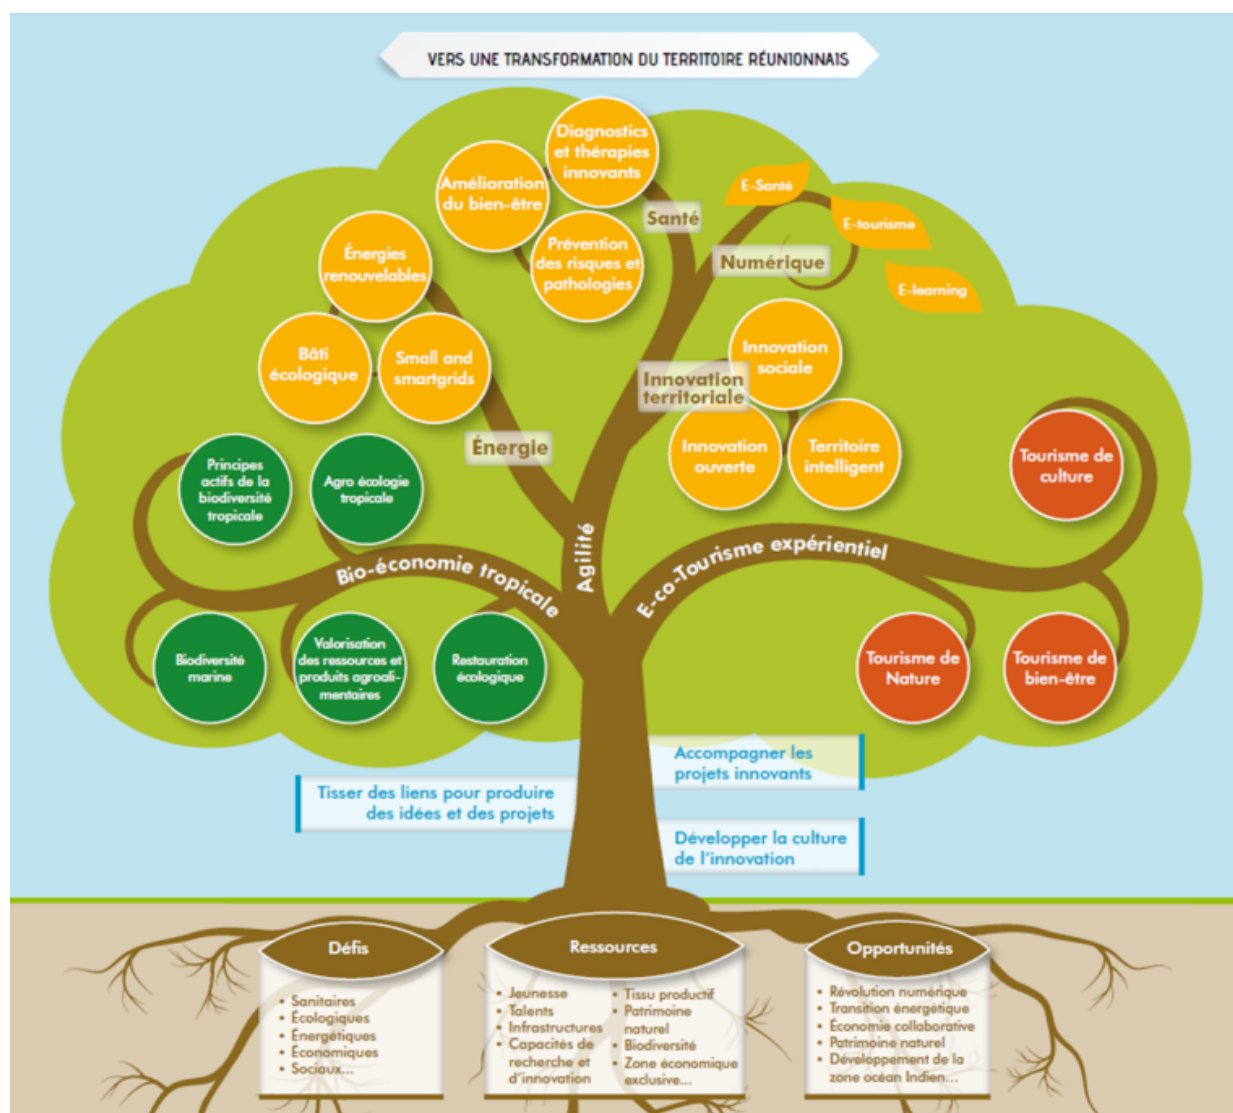 VERS UNE TRANSFORMATION DU TERRITOIRE RÉUNIONNAIS
Diagnostics
et thérapies
innovants
Amélioration
du bien-être
Prévention
des risques et
pathologies
Santé
E-Santé
E-tourisme
E-learning
Numérique
Énergies
renouvelables
Bâti
écologique
Small and
smartgrids
Énergie
Innovation
sociale
Innovation
territoriale
Innovation
ouverte
Territoire
intelligent
Principes
actifs de la
biodiversité
tropicale
Agro écologie
tropicale
Tourisme de
culture
Bio-économie tropicale
Agilité
E-co-Tourisme expérientiel
Biodiversité
marine
Valorisation
des ressources et
produits agroali-
mentaires
Restauration
écologique
Tourisme de
Nature
Tourisme de
bien-être
Accompagner les
projets innovants
Tisser des liens pour produire
des idées et des projets
Développer la culture
de l'innovation
Défis
• Sanitaires
• Écologiques
• Énergétiques
• Économiques
• Sociaux...
Ressources
• Jeunesse
• Talents
• Infrastructures
• Capacités de
recherche et
d'innovation
• Tissu productif
• Patrimoine
naturel
• Biodiversité
• Zone économique
exclusive...
Opportunités
• Révolution numérique
• Transition énergétique
• Économie collaborative
• Patrimoine naturel
• Développement de la
zone océan Indien...